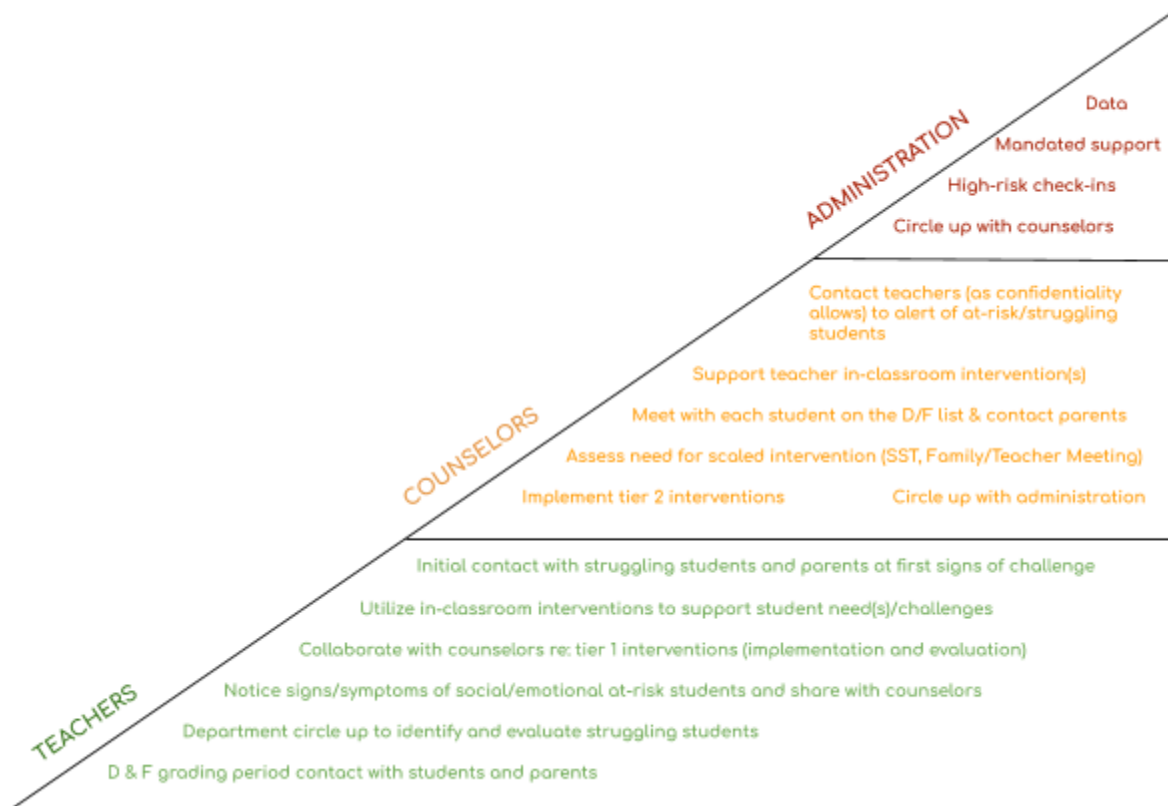 Data
ADMINISTRATION
Mandated support
High-risk check-ins
Circle up with counselors
Contact teachers (as confidentiality
allows) to alert of at-risk/struggling
students
Support teacher in-classroom intervention(s)
COUNSELORS
Meet with each student on the D/F list & contact parents
Assess need for scaled intervention (SST, Family/Teacher Meeting)
Implement tier 2 interventions
Circle up with administration
Initial contact with struggling students and parents at first signs of challenge
Utilize in-classroom interventions to support student need(s)/challenges
Collaborate with counselors re: tier 1 interventions (implementation and evaluation)
TEACHERS
Notice signs/symptoms of social/emotional at-risk students and share with counselors
Department circle up to identify and evaluate struggling students
D & F grading period contact with students and parents